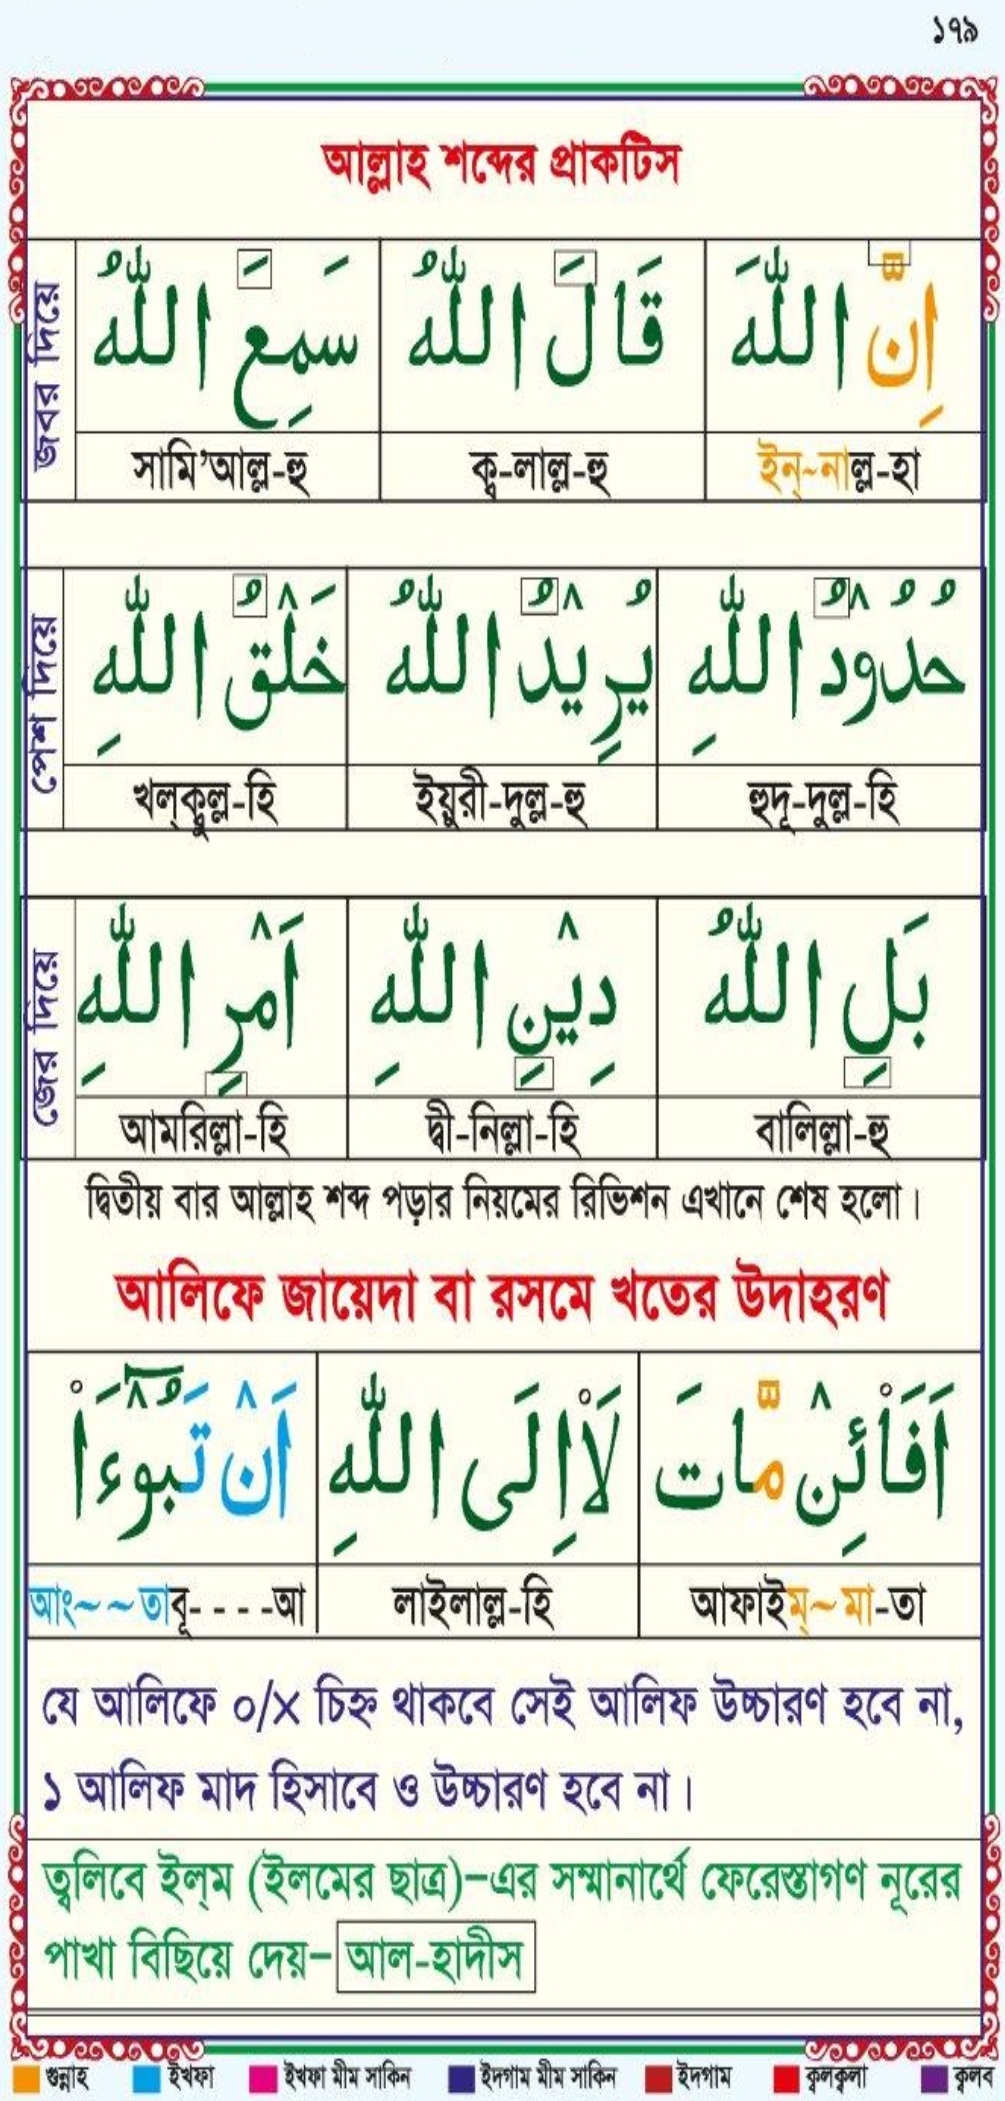 ১৭৯
আল্লাহ শব্দের প্রাকটিস
জবর দিয়ে
اِنَّ اللّٰهَ
قَالَ اللّٰهُ
سَمِعَ اللّٰهُ
ইন্~নাল্ল-হা
ক্ব-লাল্ল-হু
সামি’আল্ল-হু
পেশ দিয়ে
حُدُوْدُ اللّٰهِ
يُرِيْدُ اللّٰهُ
خَلْقُ اللّٰهِ
হুদূ-দুল্ল-হি
ইয়ুরী-দুল্ল-হু
খল্কুল্ল-হি
জের দিয়ে
بَلِ اللّٰهُ
دِيْنِ اللّٰهِ
اَمْرِ اللّٰهِ
বালিল্লা-হু
দ্বী-নিল্লা-হি
আমরিল্লা-হি
দ্বিতীয় বার আল্লাহ শব্দ পড়ার নিয়মের রিভিশন এখানে শেষ হলো।
আলিফে জায়েদা বা রসমে খতের উদাহরণ
اَفَا۟ئِنْ مَّاتَ
لَا۟اِلَى اللّٰهِ
اَنْ تَبُوْٓءَا۟
আফাইম্~মা-তা
লাইলাল্ল-হি
আং~~তাবূ- - - -আ
যে আলিফে ০/X চিহ্ন থাকবে সেই আলিফ উচ্চারণ হবে না,
১ আলিফ মাদ হিসাবে ও উচ্চারণ হবে না।
ত্বলিবে ইল্ম (ইলমের ছাত্র)–এর সম্মানার্থে ফেরেস্তাগণ নূরের
পাখা বিছিয়ে দেয়– আল-হাদীস
গুন্নাহ ইখফা ইখফা মীম সাকিন ইদগাম মীম সাকিন ইদগাম ক্বলক্বলা ক্বলব